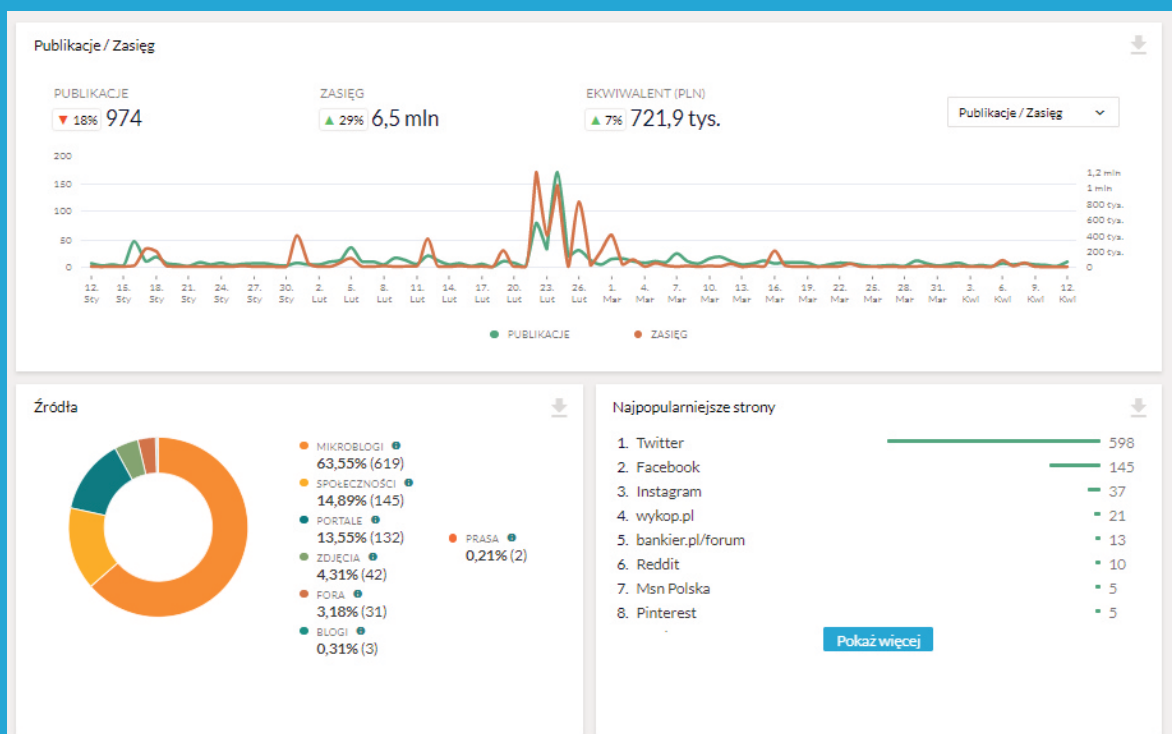 Publikacje / Zasięg
PUBLIKACJE
▼ 18% 974
ZASIĘG
▲ 29% 6,5 mln
EKWIWALENT (PLN)
▲ 7% 721,9 tys.
Publikacje / Zasięg
200
150
100
50
0
1,2 mln
1 mln
800 tys.
600 tys.
400 tys.
200 tys.
0
12. Sty
15. Sty
18. Sty
21. Sty
24. Sty
27. Sty
30. Sty
2. Lut
5. Lut
8. Lut
11. Lut
14. Lut
17. Lut
20. Lut
23. Lut
26. Lut
1. Mar
4. Mar
7. Mar
10. Mar
13. Mar
16. Mar
19. Mar
22. Mar
25. Mar
28. Mar
31. Mar
3. Kwi
6. Kwi
9. Kwi
12. Kwi
PUBLIKACJE
ZASIĘG
Źródła
MIKROBLOGI
63,55% (619)
SPOŁECZNOŚCI
14,89% (145)
PORTALE
13,55% (132)
ZDJĘCIA
4,31% (42)
FORA
3,18% (31)
BLOGI
0,31% (3)
PRASA
0,21% (2)
Najpopularniejsze strony
1. Twitter 598
2. Facebook 145
3. Instagram 37
4. wykop.pl 21
5. bankier.pl/forum 13
6. Reddit 10
7. Msn Polska 5
8. Pinterest 5
Pokaż więcej